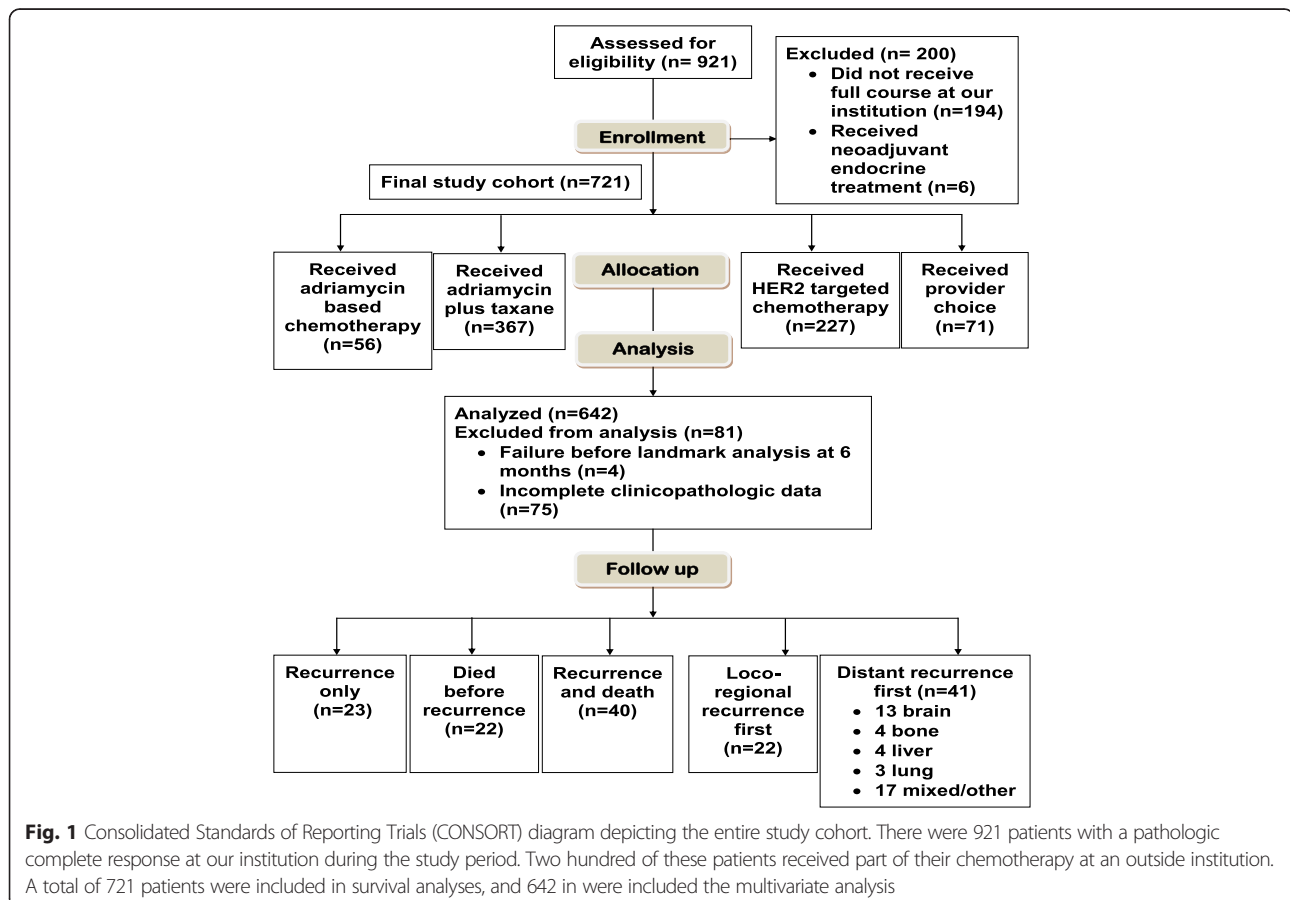 Assessed for
eligibility (n= 921)
Excluded (n= 200)
• Did not receive
full course at our
institution (n=194)
• Received
neoadjuvant
endocrine
treatment (n=6)
Enrollment
Final study cohort (n=721)
Received
adriamycin
based
chemotherapy
(n=56)
Received
adriamycin
plus taxane
(n=367)
Allocation
Received
HER2 targeted
chemotherapy
(n=227)
Received
provider
choice
(n=71)
Analysis
Analyzed (n=642)
Excluded from analysis (n=81)
• Failure before landmark analysis at 6
months (n=4)
• Incomplete clinicopathologic data
(n=75)
Follow up
Recurrence
only
(n=23)
Died
before
recurrence
(n=22)
Recurrence
and death
(n=40)
Loco-
regional
recurrence
first
(n=22)
Distant recurrence
first (n=41)
• 13 brain
• 4 bone
• 4 liver
• 3 lung
• 17 mixed/other
Fig. 1 Consolidated Standards of Reporting Trials (CONSORT) diagram depicting the entire study cohort. There were 921 patients with a pathologic
complete response at our institution during the study period. Two hundred of these patients received part of their chemotherapy at an outside institution.
A total of 721 patients were included in survival analyses, and 642 in were included the multivariate analysis